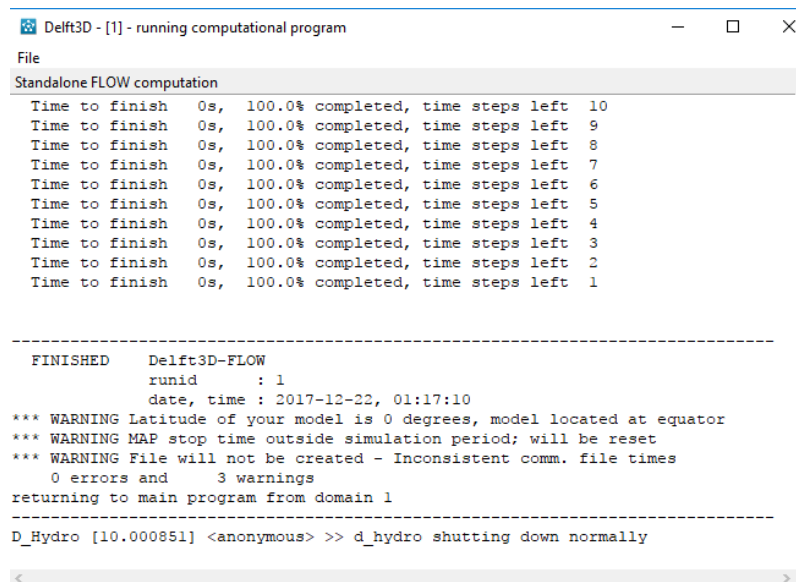 Delft3D - [1] - running computational program
File
Standalone FLOW computation
Time to finish 0s, 100.0% completed, time steps left 10
Time to finish 0s, 100.0% completed, time steps left 9
Time to finish 0s, 100.0% completed, time steps left 8
Time to finish 0s, 100.0% completed, time steps left 7
Time to finish 0s, 100.0% completed, time steps left 6
Time to finish 0s, 100.0% completed, time steps left 5
Time to finish 0s, 100.0% completed, time steps left 4
Time to finish 0s, 100.0% completed, time steps left 3
Time to finish 0s, 100.0% completed, time steps left 2
Time to finish 0s, 100.0% completed, time steps left 1
--------------------------------------------------------------------------------
FINISHED Delft3D-FLOW
runid : 1
date, time : 2017-12-22, 01:17:10
*** WARNING Latitude of your model is 0 degrees, model located at equator
*** WARNING MAP stop time outside simulation period; will be reset
*** WARNING File will not be created - Inconsistent comm. file times
0 errors and 3 warnings
returning to main program from domain 1
--------------------------------------------------------------------------------
D_Hydro [10.000851] <anonymous> >> d_hydro shutting down normally